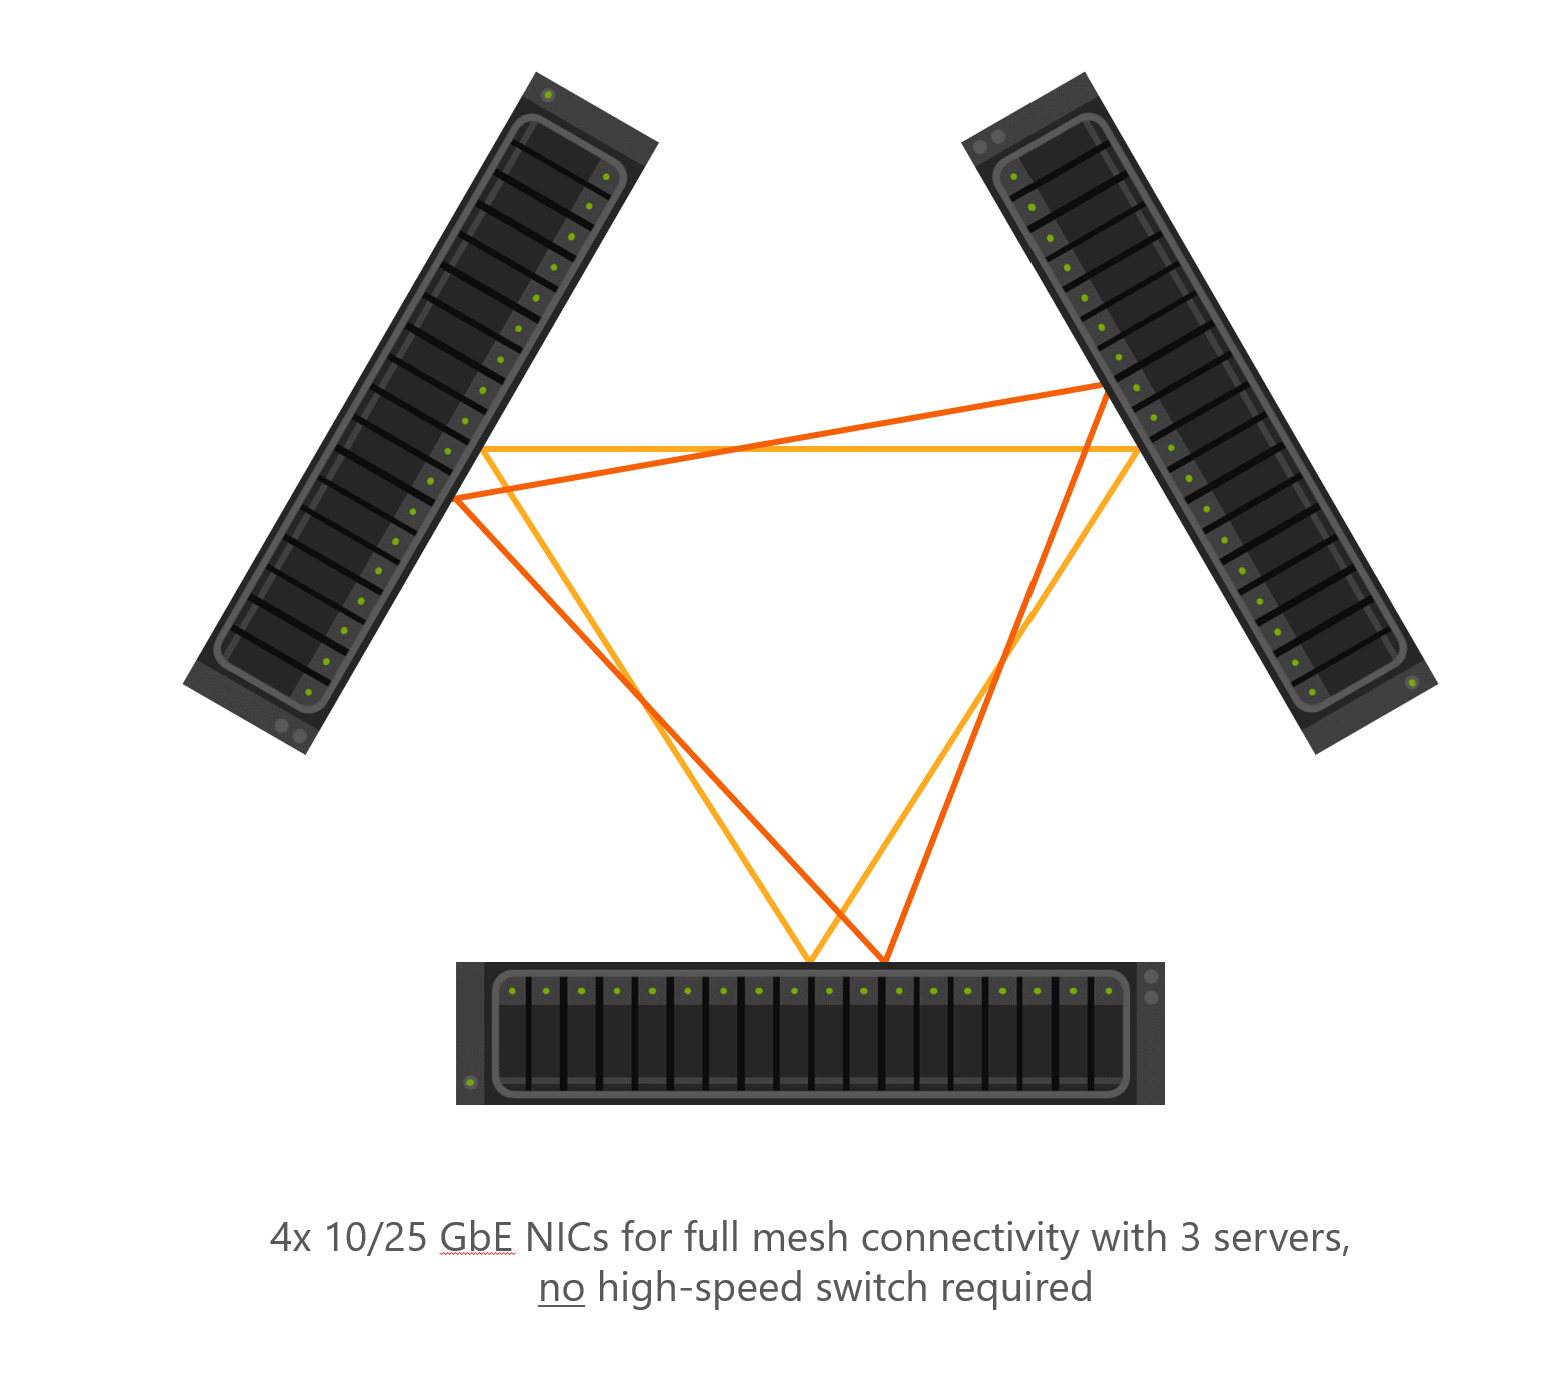 4x 10/25 GbE NICs for full mesh connectivity with 3 servers,
no high-speed switch required